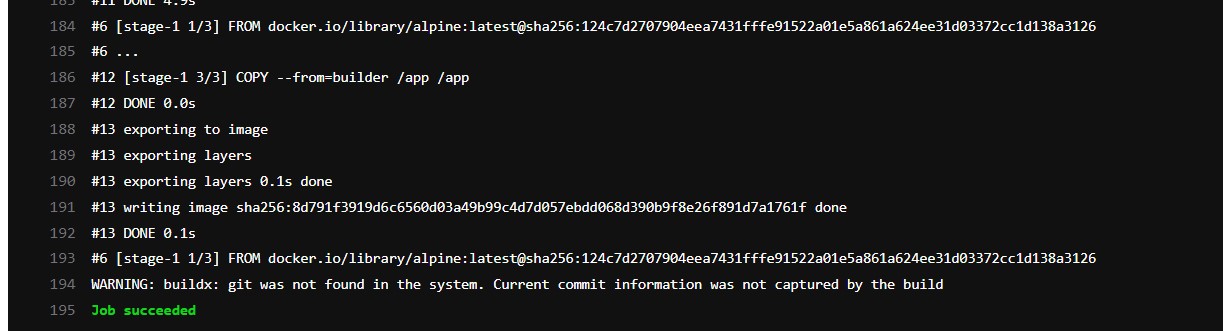 183 #11 DONE 4.9s
184 #6 [stage-1 1/3] FROM docker.io/library/alpine:latest@sha256:124c7d2707904eea7431fffe91522a01e5a861a624ee31d03372cc1d138a3126
185 #6 ...
186 #12 [stage-1 3/3] COPY --from=builder /app /app
187 #12 DONE 0.0s
188 #13 exporting to image
189 #13 exporting layers
190 #13 exporting layers 0.1s done
191 #13 writing image sha256:8d791f3919d6c6560d03a49b99c4d7d057ebdd068d390b9f8e26f891d7a1761f done
192 #13 DONE 0.1s
193 #6 [stage-1 1/3] FROM docker.io/library/alpine:latest@sha256:124c7d2707904eea7431fffe91522a01e5a861a624ee31d03372cc1d138a3126
194 WARNING: buildx: git was not found in the system. Current commit information was not captured by the build
195 Job succeeded